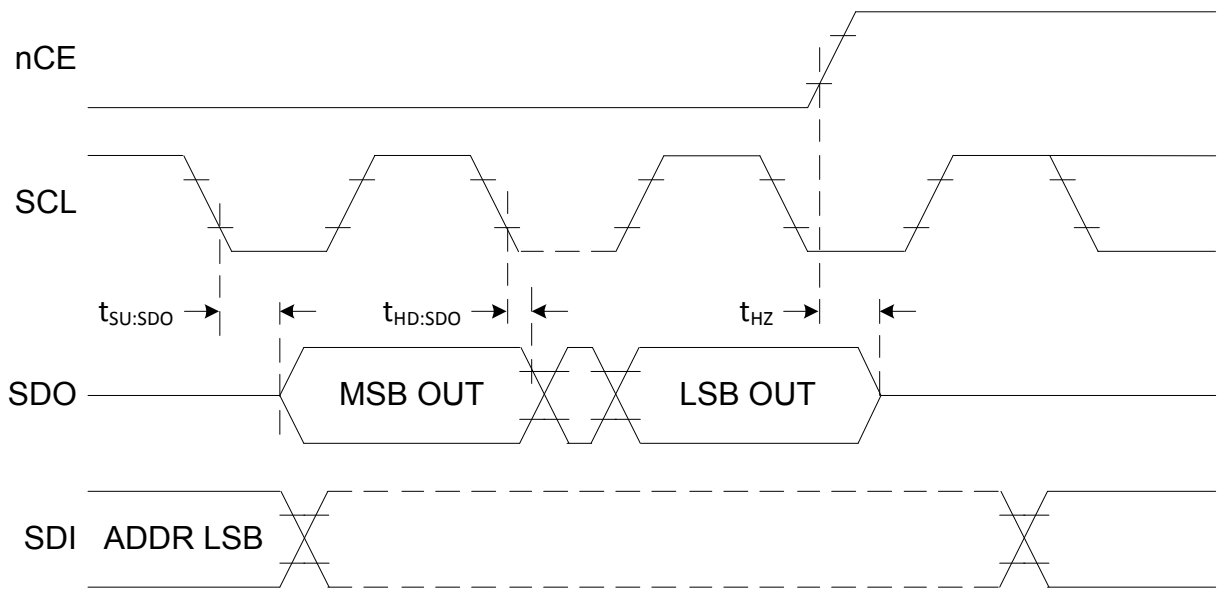 nCE
SCL
tSU:SDO
tHD:SDO
tHZ
SDO
MSB OUT
LSB OUT
SDI
ADDR LSB